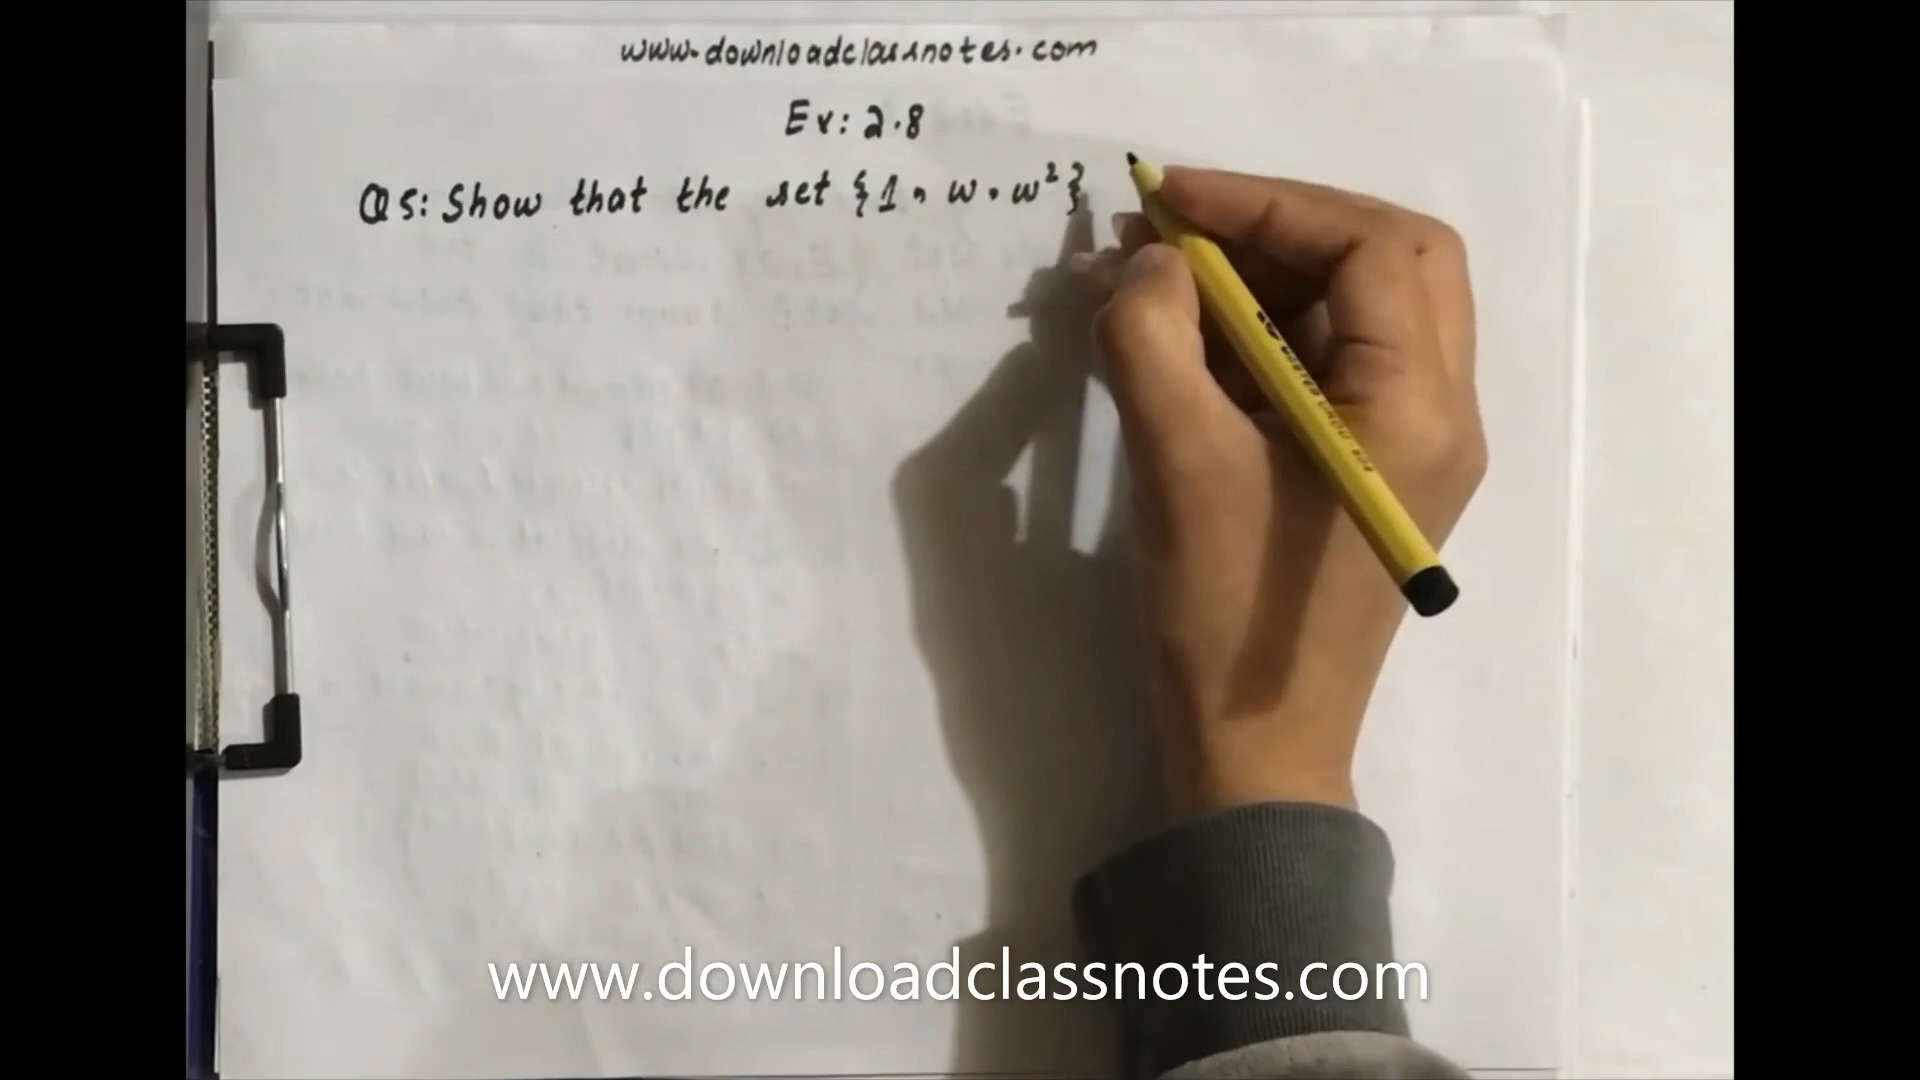 www.downloadclassnotes.com
Ex: 2.8
Q5: Show that the set {1, w, w²}
www.downloadclassnotes.com